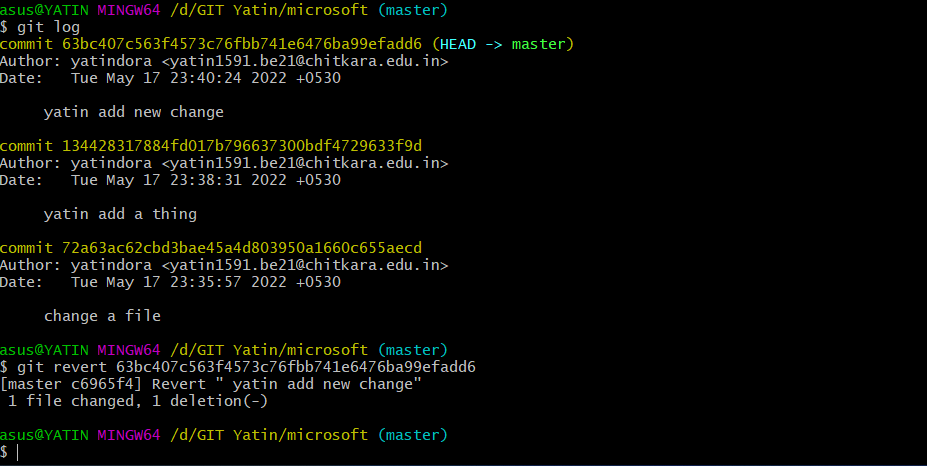 asus@YATIN MINGW64 /d/GIT Yatin/microsoft (master)
$ git log
commit 63bc407c563f4573c76fbb741e6476ba99efadd6 (HEAD -> master)
Author: yatindora <yatin1591.be21@chitkara.edu.in>
Date:   Tue May 17 23:40:24 2022 +0530

     yatin add new change

commit 134428317884fd017b796637300bdf4729633f9d
Author: yatindora <yatin1591.be21@chitkara.edu.in>
Date:   Tue May 17 23:38:31 2022 +0530

     yatin add a thing

commit 72a63ac62cbd3bae45a4d803950a1660c655aecd
Author: yatindora <yatin1591.be21@chitkara.edu.in>
Date:   Tue May 17 23:35:57 2022 +0530

     change a file

asus@YATIN MINGW64 /d/GIT Yatin/microsoft (master)
$ git revert 63bc407c563f4573c76fbb741e6476ba99efadd6
[master c6965f4] Revert " yatin add new change"
 1 file changed, 1 deletion(-)

asus@YATIN MINGW64 /d/GIT Yatin/microsoft (master)
$